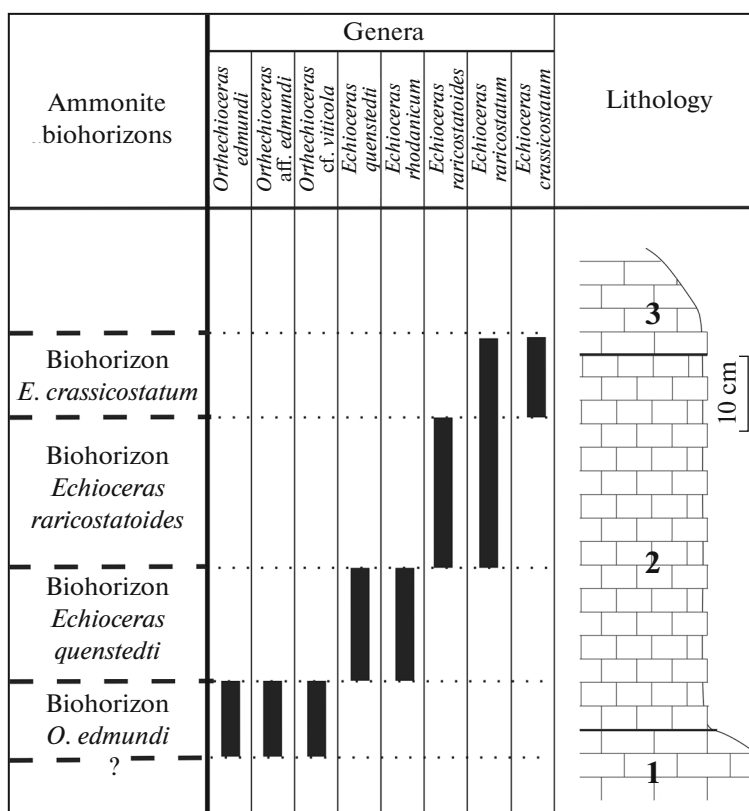 Ammonite
biohorizons
Genera
Lithology
Orthechioceras
edmundi
Orthechioceras
aff. edmundi
Orthechioceras
cf. viticola
Echioceras
quenstedti
Echioceras
rhodanicum
Echioceras
raricostatoides
Echioceras
raricostatum
Echioceras
crassicostatum
Biohorizon
E. crassicostatum
Biohorizon
Echioceras
raricostatoides
Biohorizon
Echioceras
quenstedti
Biohorizon
O. edmundi
?
3
10 cm
2
1